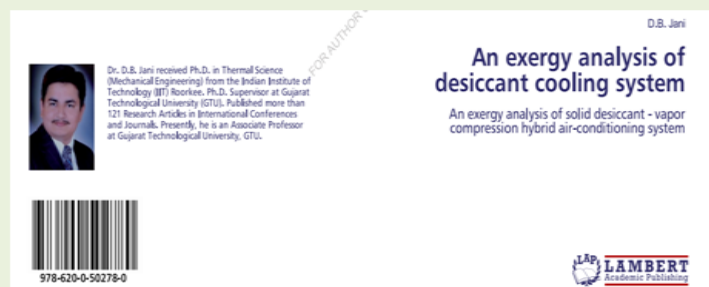 D.B. Jani
An exergy analysis of
desiccant cooling system
An exergy analysis of solid desiccant - vapor
compression hybrid air-conditioning system
Dr. D.B. Jani received Ph.D. in Thermal Science
(Mechanical Engineering) from the Indian Institute of
Technology (IIT) Roorkee. Ph.D. Supervisor at Gujarat
Technological University (GTU). Published more than
121 Research Articles in International Conferences
and Journals. Presently, he is an Associate Professor
at Gujarat Technological University, GTU.
FOR AUTHOR
978-620-0-50278-0
LAP LAMBERT
Academic Publishing